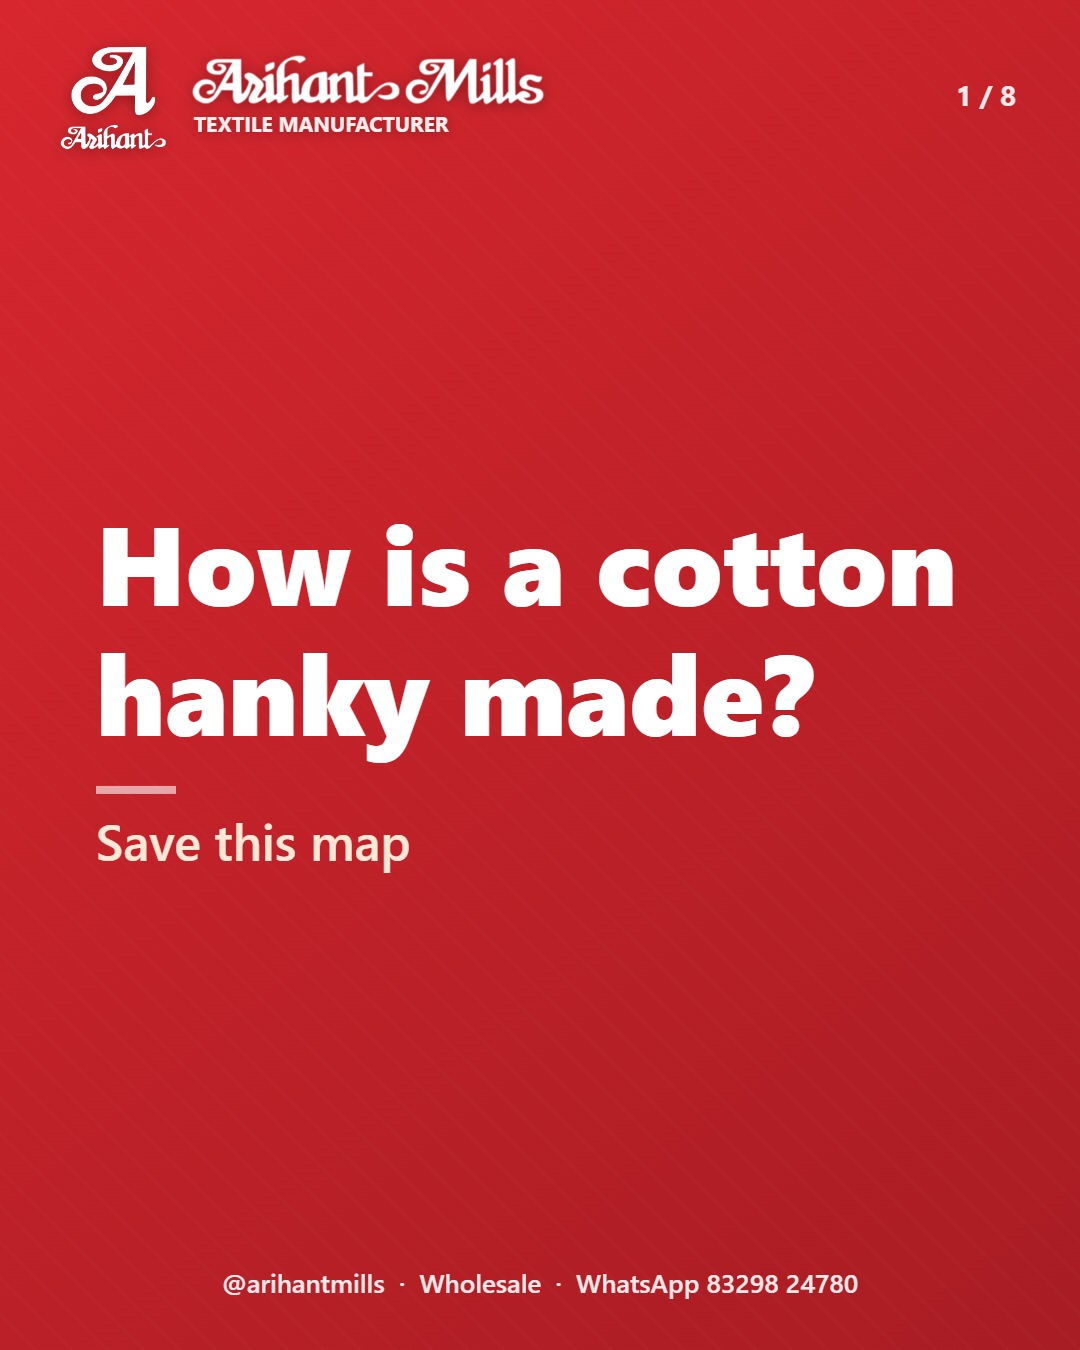 Arihant
Arihant Mills
TEXTILE MANUFACTURER
1 / 8
How is a cotton
hanky made?
Save this map
@arihantmills · Wholesale · WhatsApp 83298 24780